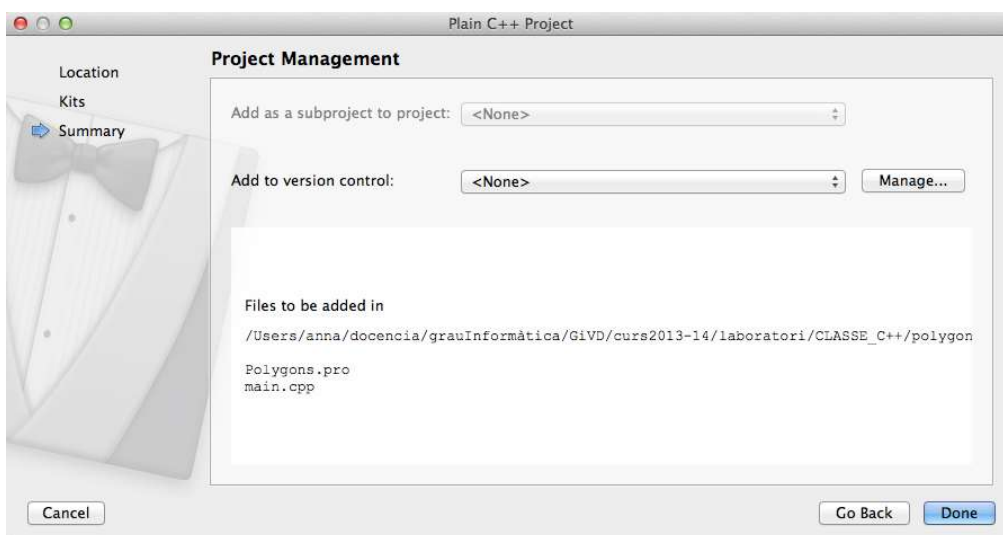 Plain C++ Project
Location
Kits
Summary
Project Management
Add as a subproject to project: <None>
Add to version control: <None> Manage...
Files to be added in
/Users/anna/docencia/grauInformàtica/GiVD/curs2013-14/laboratori/CLASSE_C++/polygon
Polygons.pro
main.cpp
Cancel Go Back Done